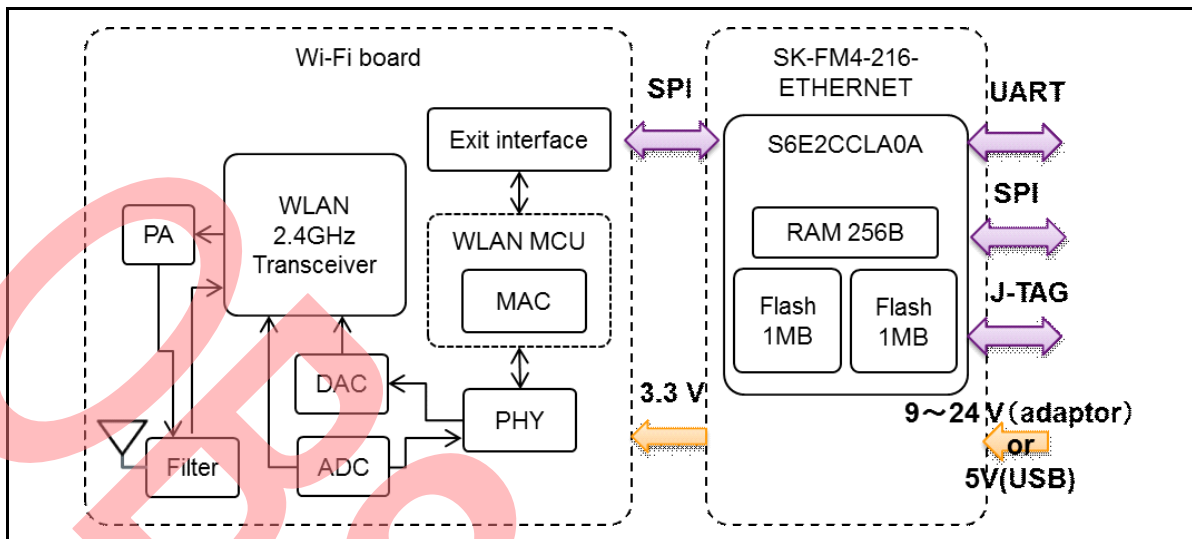 Wi-Fi board
SK-FM4-216-
ETHERNET
SPI
UART
Exit interface
S6E2CCLA0A
WLAN
2.4GHz
Transceiver
PA
WLAN MCU
SPI
RAM 256B
MAC
J-TAG
Flash
1MB
Flash
1MB
DAC
PHY
3.3 V
9～24 V(adaptor)
or
5V(USB)
Filter
ADC